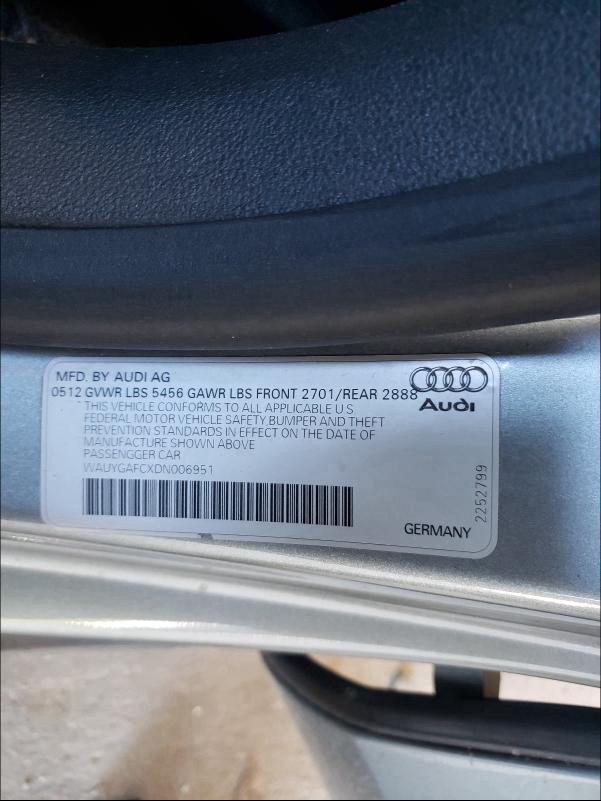 MFD. BY AUDI AG
0512 GVWR LBS 5456 GAWR LBS FRONT 2701/REAR 2888
Audi
THIS VEHICLE CONFORMS TO ALL APPLICABLE U S
FEDERAL MOTOR VEHICLE SAFETY,BUMPER AND THEFT
PREVENTION STANDARDS IN EFFECT ON THE DATE OF
MANUFACTURE SHOWN ABOVE
PASSENGGER CAR
WAUYGAFCXDN006951
GERMANY
2252799